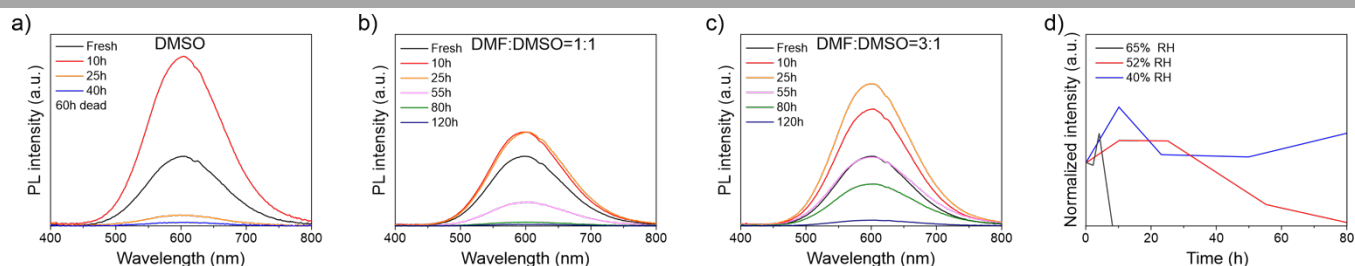 a)
DMSO
Fresh
10h
25h
40h
60h dead
PL intensity (a.u.)
400 500 600 700 800
Wavelength (nm)
b)
DMF:DMSO=1:1
Fresh
10h
25h
55h
80h
120h
PL intensity (a.u.)
400 500 600 700 800
Wavelength (nm)
c)
DMF:DMSO=3:1
Fresh
10h
25h
55h
80h
120h
PL intensity (a.u.)
400 500 600 700 800
Wavelength (nm)
d)
65% RH
52% RH
40% RH
Normalized intensity (a.u.)
0 20 40 60 80
Time (h)